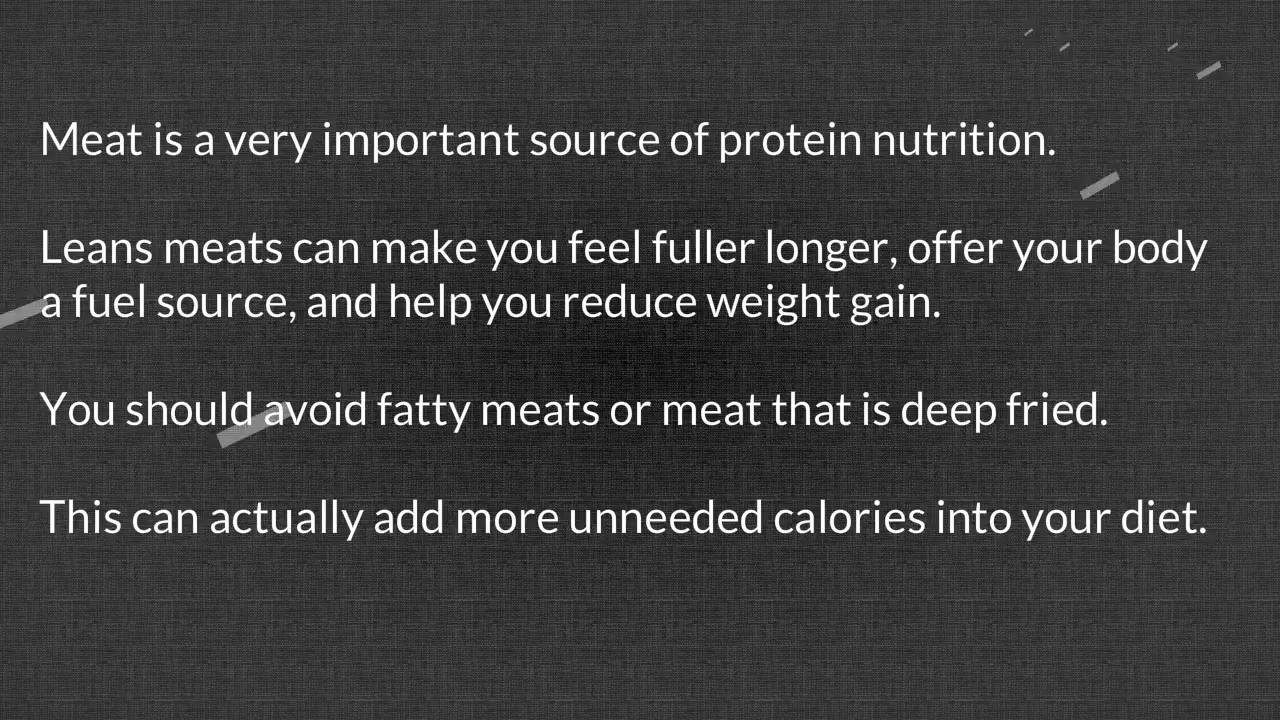 Meat is a very important source of protein nutrition.
Leans meats can make you feel fuller longer, offer your body
a fuel source, and help you reduce weight gain.
You should avoid fatty meats or meat that is deep fried.
This can actually add more unneeded calories into your diet.